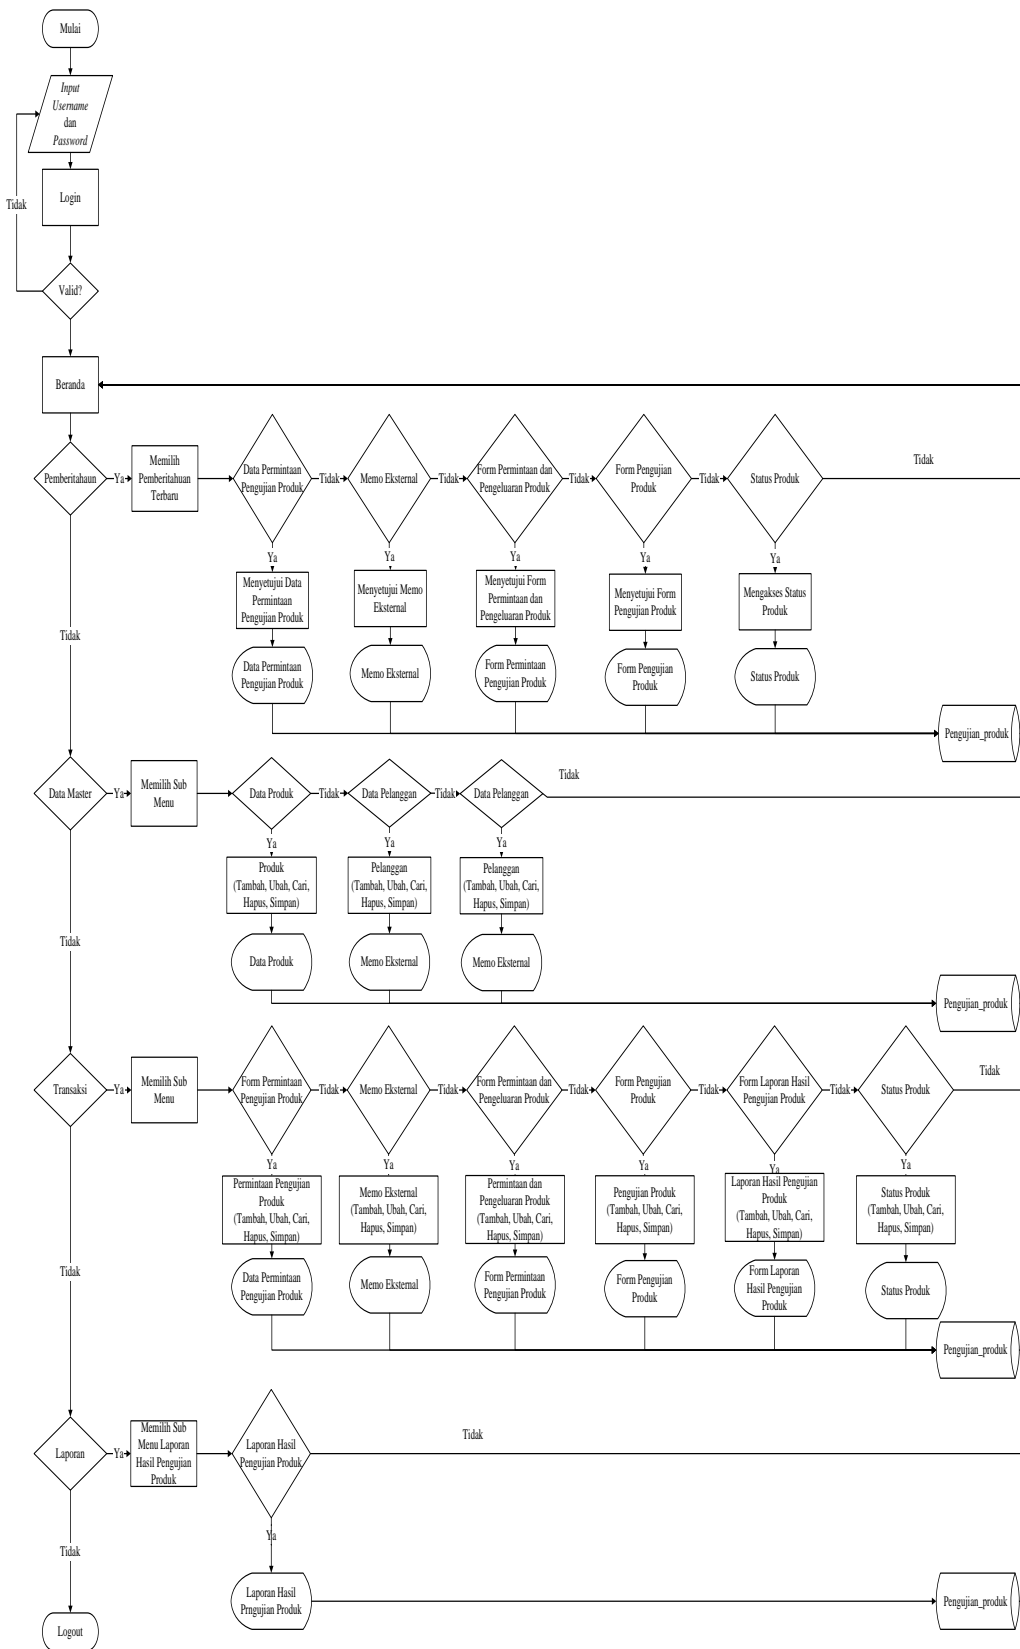 Mulai
Input
Username
dan
Password
Tidak
Login
Valid?
Beranda
Pemberitahaun
Ya
Memilih
Pemberitahuan
Terbaru
Data Permintaan
Pengujian Produk
Tidak
Memo Eksternal
Tidak
Form Permintaan dan
Pengeluaran Produk
Tidak
Form Pengujian
Produk
Tidak
Status Produk
Tidak
Ya
Ya
Ya
Ya
Ya
Menyetujui Data
Permintaan
Pengujian Produk
Menyetujui Memo
Eksternal
Menyetujui Form
Permintaan dan
Pengeluaran Produk
Menyetujui Form
Pengujian Produk
Mengakses Status
Produk
Tidak
Data Permintaan
Pengujian Produk
Memo Eksternal
Form Permintaan
Pengujian Produk
Form Pengujian
Produk
Status Produk
Pengujian_produk
Data Master
Ya
Memilih Sub
Menu
Data Produk
Tidak
Data Pelanggan
Tidak
Data Pelanggan
Tidak
Ya
Ya
Ya
Produk
(Tambah, Ubah, Cari,
Hapus, Simpan)
Pelanggan
(Tambah, Ubah, Cari,
Hapus, Simpan)
Pelanggan
(Tambah, Ubah, Cari,
Hapus, Simpan)
Tidak
Data Produk
Memo Eksternal
Memo Eksternal
Pengujian_produk
Transaksi
Ya
Memilih Sub
Menu
Form Permintaan
Pengujian Produk
Tidak
Memo Eksternal
Tidak
Form Permintaan dan
Pengeluaran Produk
Tidak
Form Pengujian
Produk
Tidak
Form Laporan Hasil
Pengujian Produk
Tidak
Status Produk
Tidak
Ya
Ya
Ya
Ya
Ya
Ya
Permintaan Pengujian
Produk
(Tambah, Ubah, Cari,
Hapus, Simpan)
Memo Eksternal
(Tambah, Ubah, Cari,
Hapus, Simpan)
Permintaan dan
Pengeluaran Produk
(Tambah, Ubah, Cari,
Hapus, Simpan)
Pengujian Produk
(Tambah, Ubah, Cari,
Hapus, Simpan)
Laporan Hasil Pengujian
Produk
(Tambah, Ubah, Cari,
Hapus, Simpan)
Status Produk
(Tambah, Ubah, Cari,
Hapus, Simpan)
Tidak
Data Permintaan
Pengujian Produk
Memo Eksternal
Form Permintaan
Pengujian Produk
Form Pengujian
Produk
Form Laporan
Hasil Pengujian
Produk
Status Produk
Pengujian_produk
Laporan
Ya
Memilih Sub
Menu Laporan
Hasil Pengujian
Produk
Laporan Hasil
Pengujian Produk
Tidak
Ya
Tidak
Laporan Hasil
Prngujian Produk
Pengujian_produk
Logout